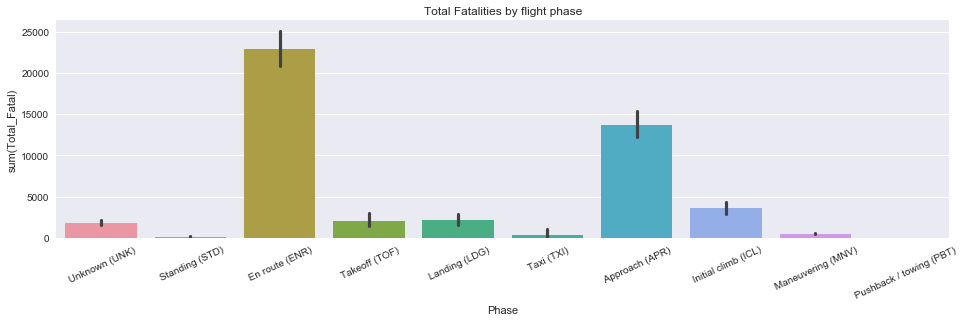 Total Fatalities by flight phase
sum(Total_Fatal)
25000
20000
15000
10000
5000
0
Unknown (UNK)
Standing (STD)
En route (ENR)
Takeoff (TOF)
Landing (LDG)
Taxi (TXI)
Approach (APR)
Initial climb (ICL)
Maneuvering (MNV)
Pushback / towing (PBT)
Phase